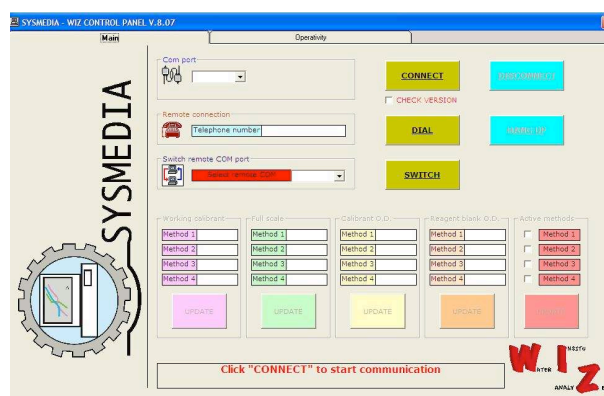 SYSMEDIA - WIZ CONTROL PANEL V.8.07
Main
Operativity
Com port
CONNECT
DISCONNECT
CHECK VERSION
Remote connection
Telephone number
DIAL
HANG UP
Switch remote COM port
Select remote COM
SWITCH
SYSMEDIA
Working calibrant
Full scale
Calibrant O.D.
Reagent blank O.D.
Active methods
Method 1
Method 1
Method 1
Method 1
Method 1
Method 2
Method 2
Method 2
Method 2
Method 2
Method 3
Method 3
Method 3
Method 3
Method 3
Method 4
Method 4
Method 4
Method 4
Method 4
UPDATE
UPDATE
UPDATE
UPDATE
Click "CONNECT" to start communication
WATER INSITU
ANALYZE